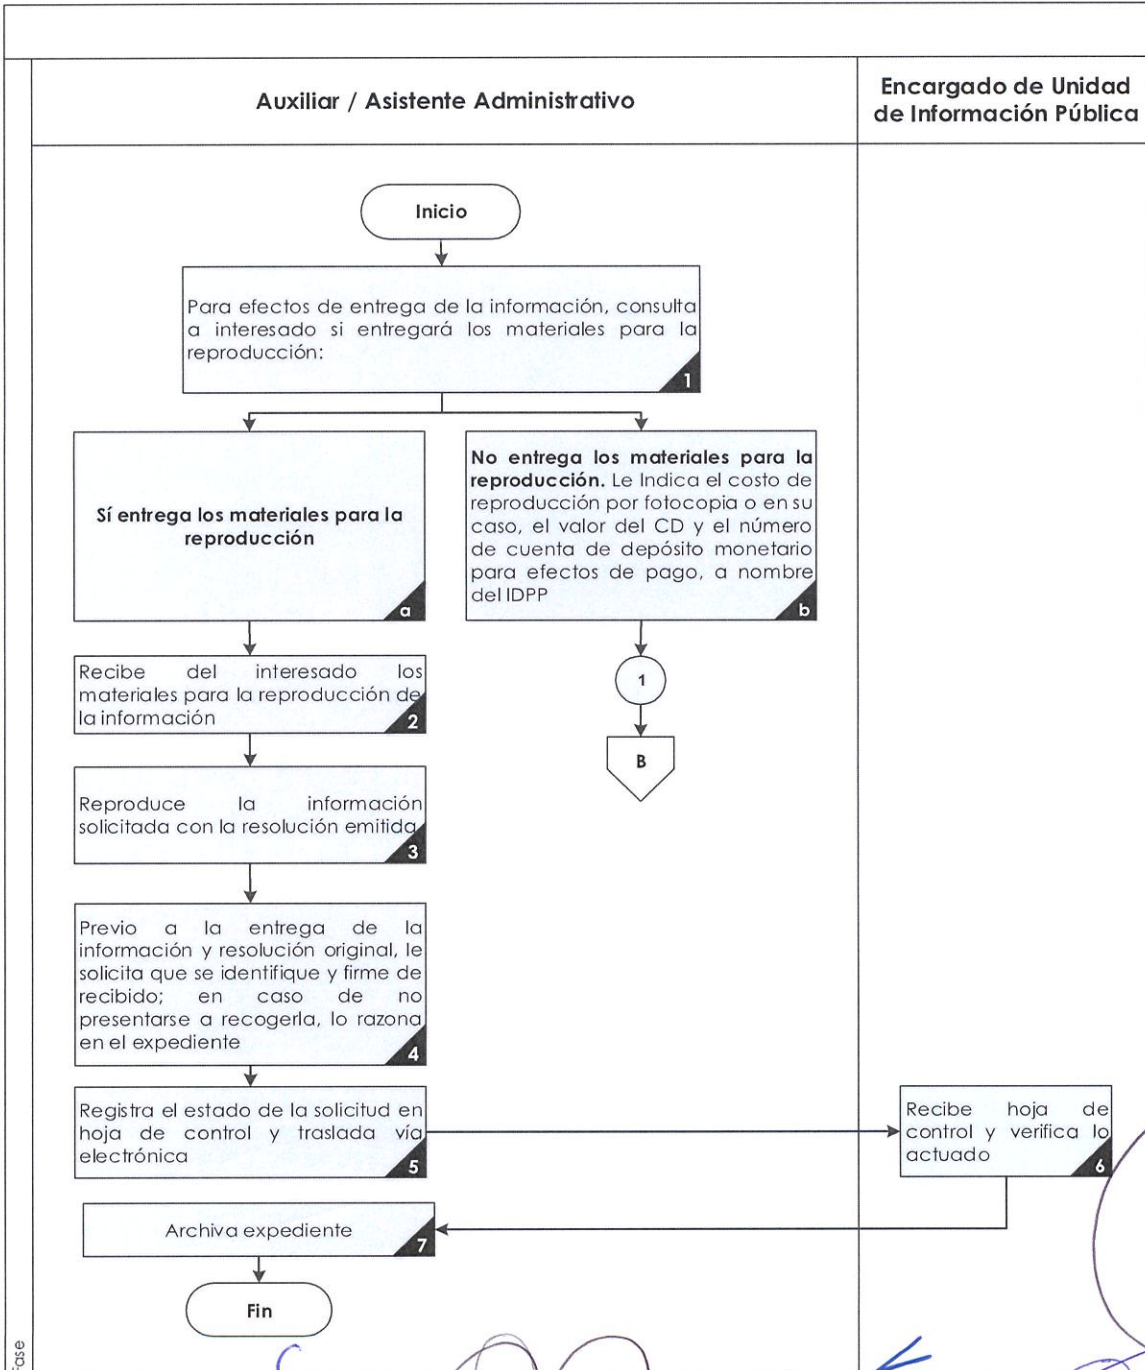 Auxiliar / Asistente Administrativo
Encargado de Unidad
de Información Pública
Inicio
Para efectos de entrega de la información, consulta
a interesado si entregará los materiales para la
reproducción:
1
Sí entrega los materiales para la
reproducción
a
No entrega los materiales para la
reproducción. Le Indica el costo de
reproducción por fotocopia o en su
caso, el valor del CD y el número
de cuenta de depósito monetario
para efectos de pago, a nombre
del IDPP
b
Recibe del interesado los
materiales para la reproducción de
la información
2
1
B
Reproduce la información
solicitada con la resolución emitida
3
Previo a la entrega de la
información y resolución original, le
solicita que se identifique y firme de
recibido; en caso de no
presentarse a recogerla, lo razona
en el expediente
4
Registra el estado de la solicitud en
hoja de control y traslada vía
electrónica
5
Recibe hoja de
control y verifica lo
actuado
6
Archiva expediente
7
Fin
Fase